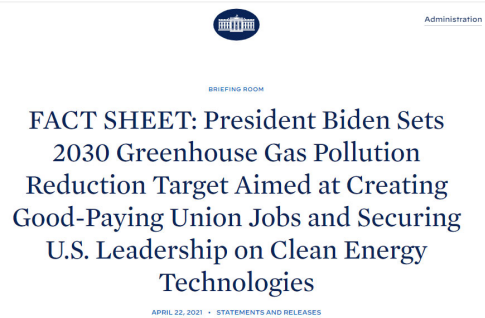 Administration
BRIEFING ROOM
FACT SHEET: President Biden Sets
2030 Greenhouse Gas Pollution
Reduction Target Aimed at Creating
Good-Paying Union Jobs and Securing
U.S. Leadership on Clean Energy
Technologies
APRIL 22, 2021 • STATEMENTS AND RELEASES